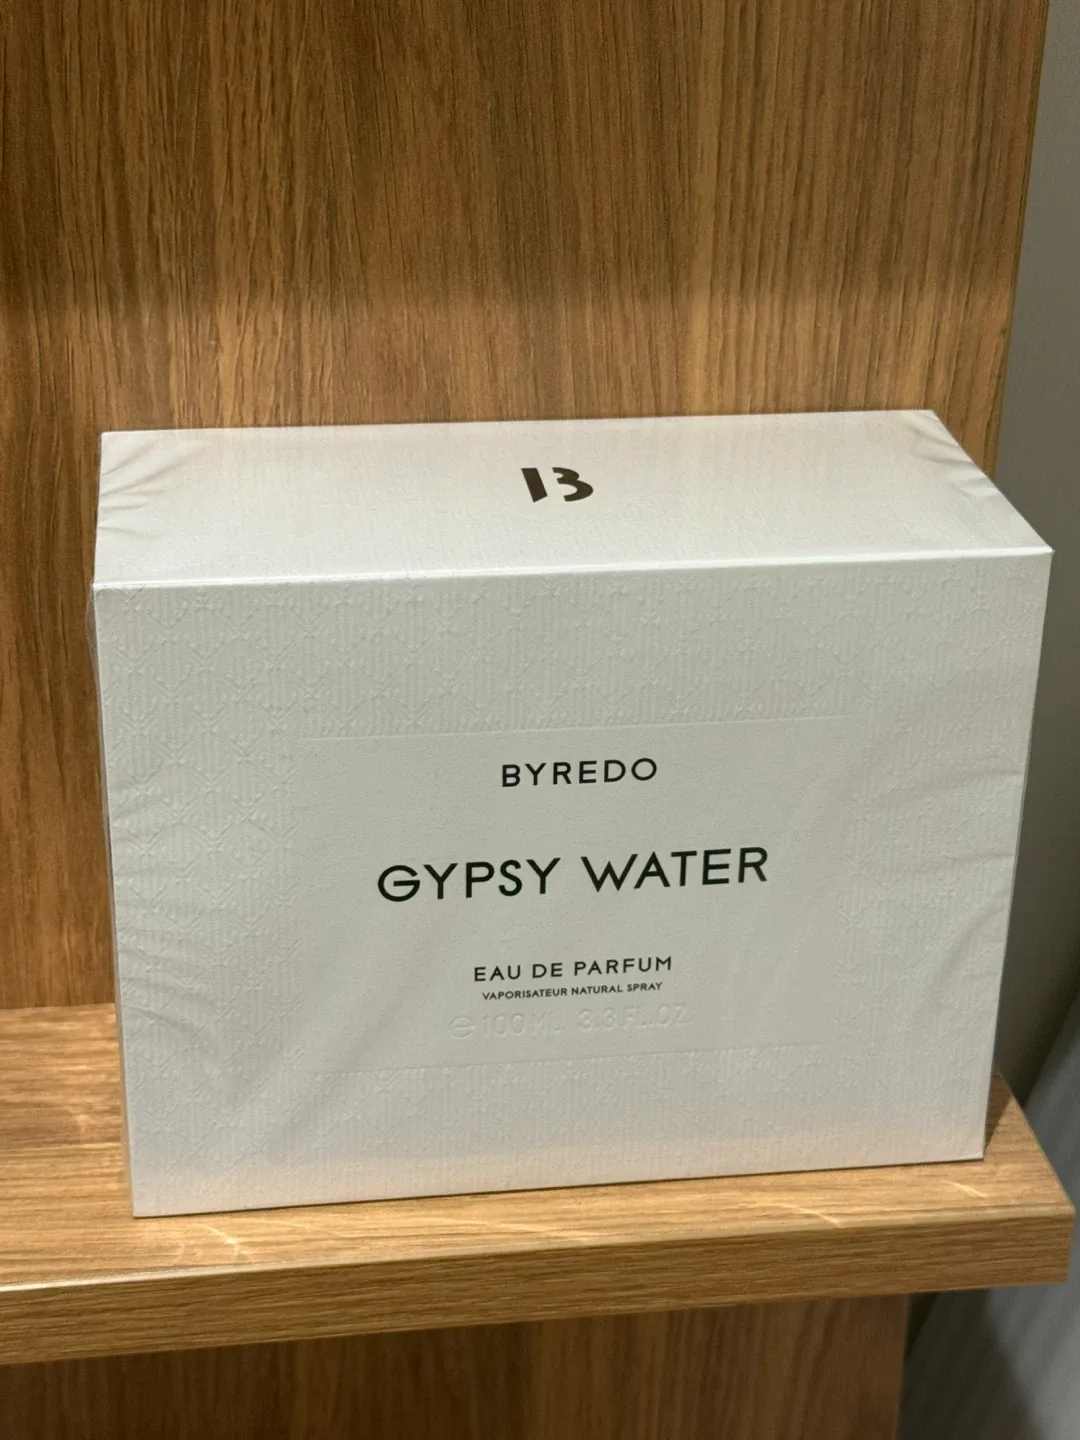 B
BYREDO
GYPSY WATER
EAU DE PARFUM
VAPORISATEUR NATURAL SPRAY
℮ 100 ML 3.3 FL.OZ